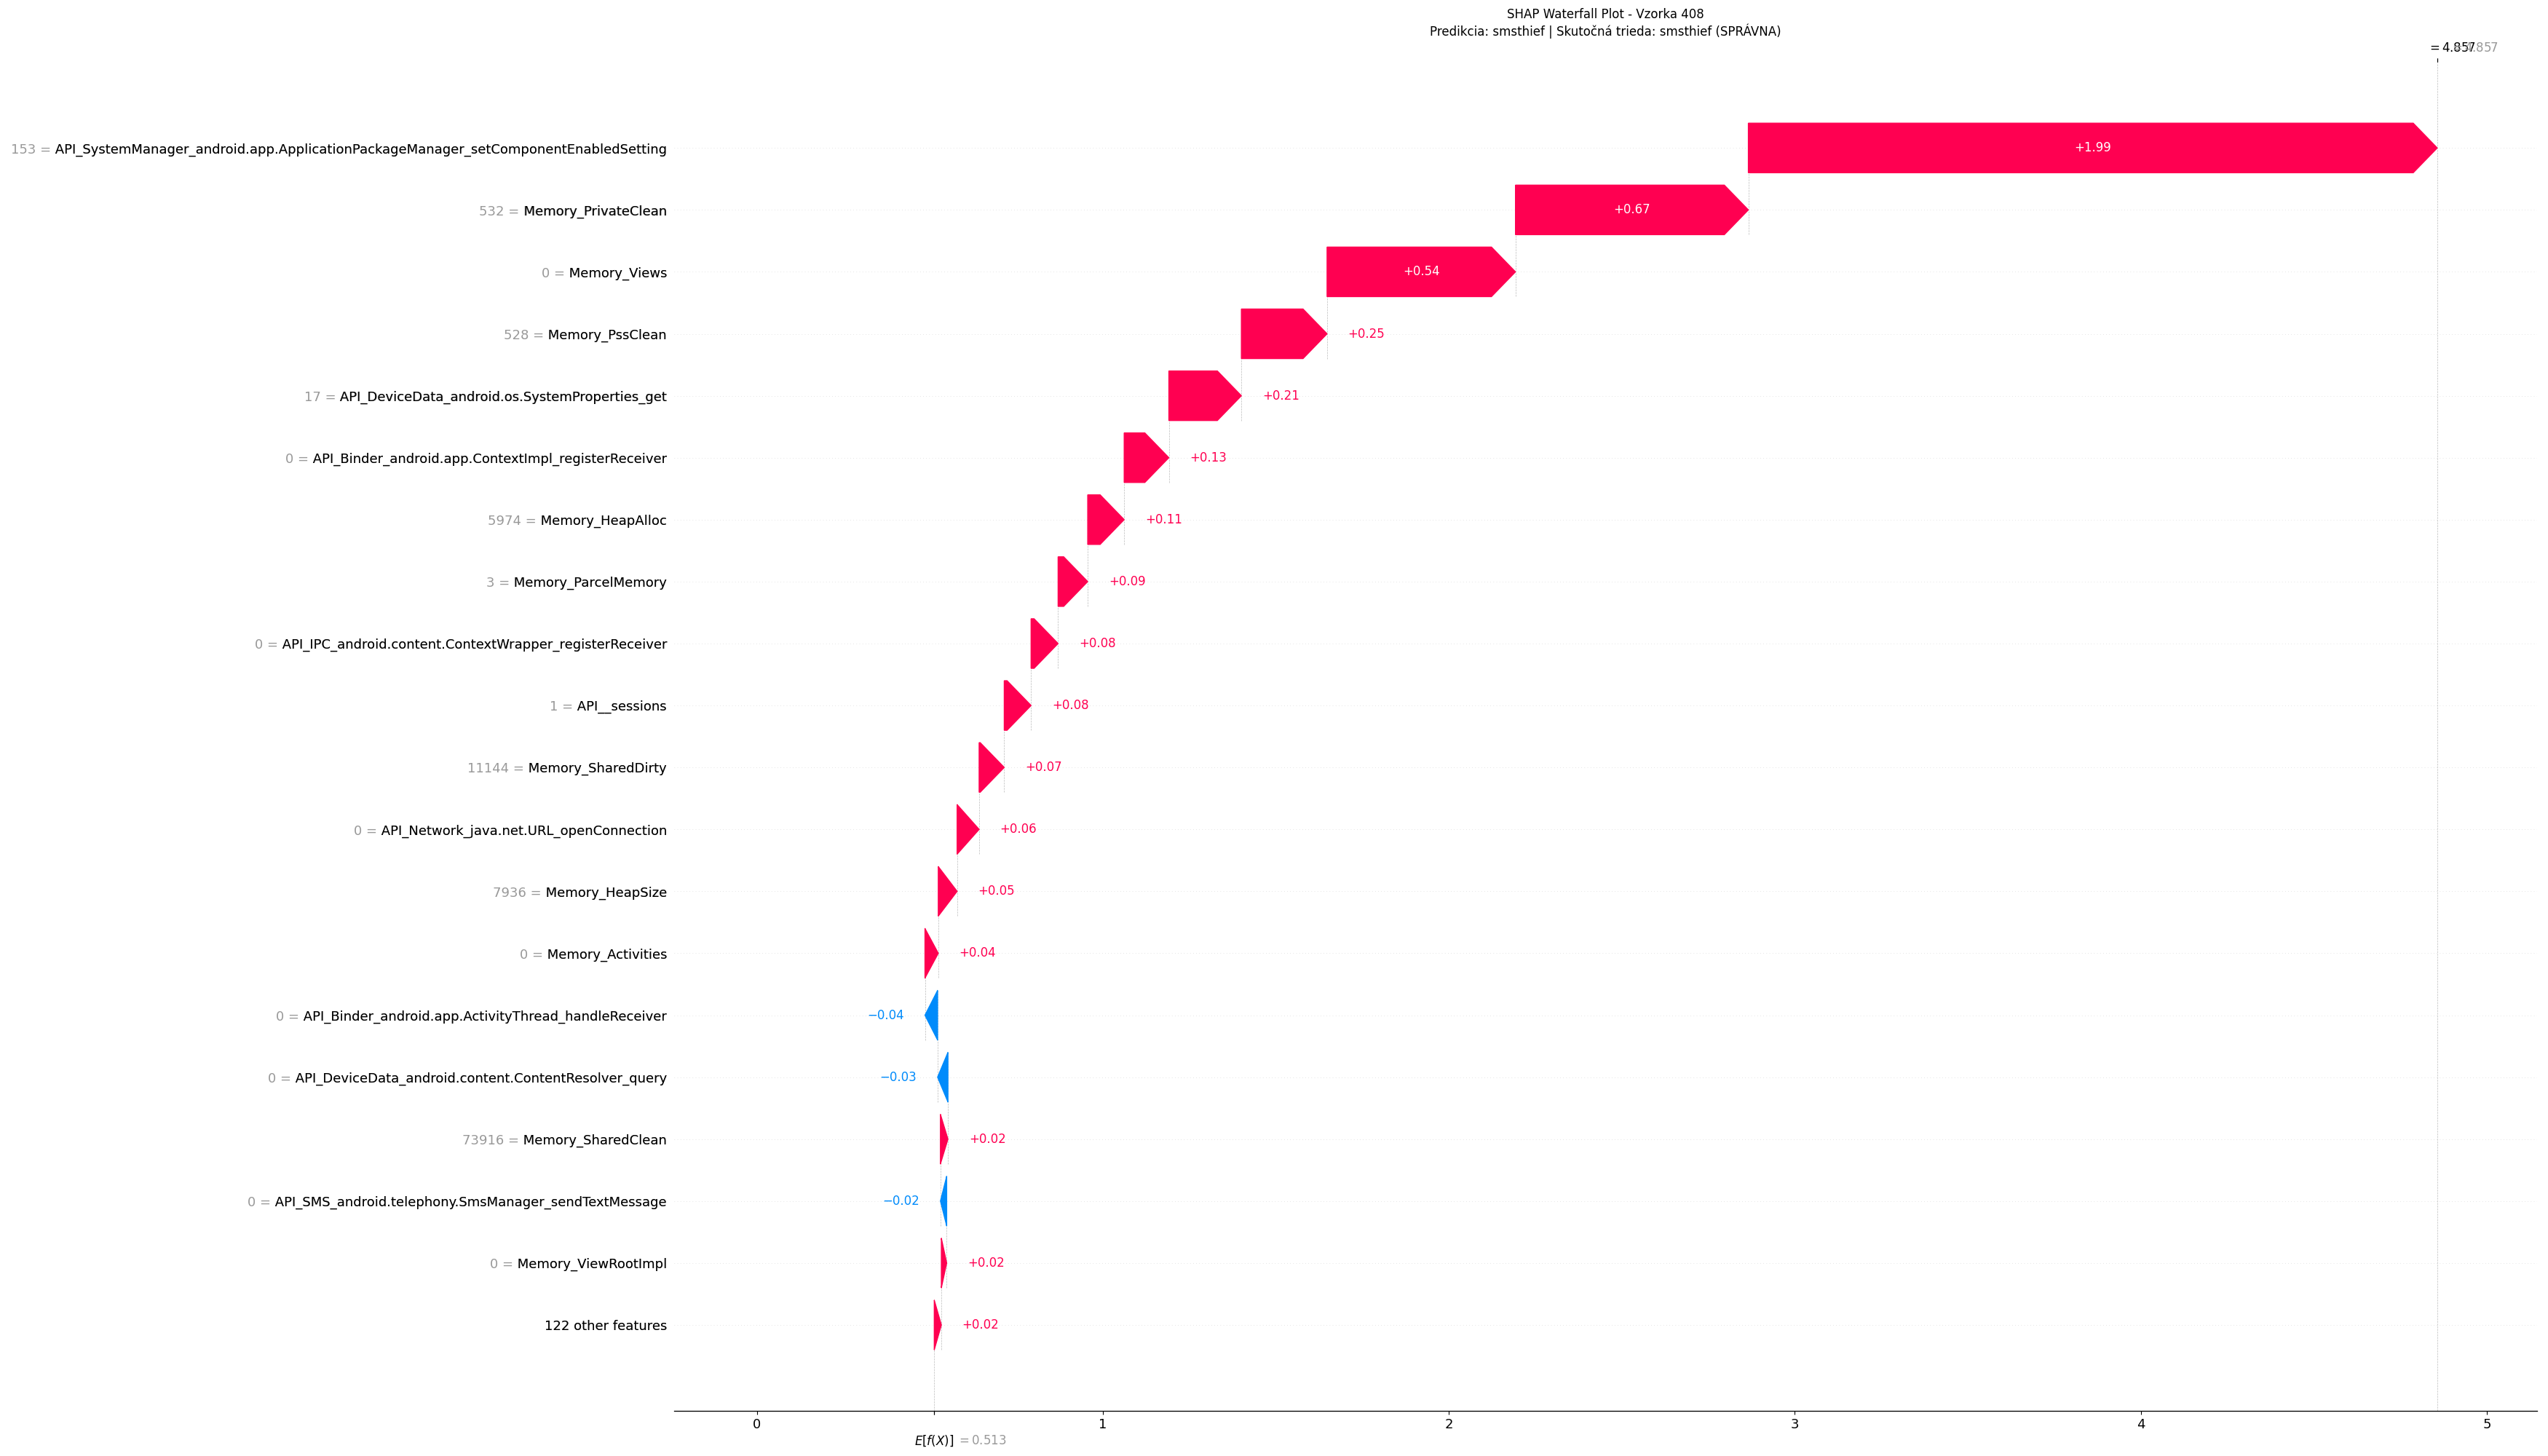 SHAP Waterfall Plot - Vzorka 408
Predikcia: smsthief | Skutočná trieda: smsthief (SPRÁVNA)
= 4.857
153 = API_SystemManager_android.app.ApplicationPackageManager_setComponentEnabledSetting
+1.99
532 = Memory_PrivateClean
+0.67
0 = Memory_Views
+0.54
528 = Memory_PssClean
+0.25
17 = API_DeviceData_android.os.SystemProperties_get
+0.21
0 = API_Binder_android.app.ContextImpl_registerReceiver
+0.13
5974 = Memory_HeapAlloc
+0.11
3 = Memory_ParcelMemory
+0.09
0 = API_IPC_android.content.ContextWrapper_registerReceiver
+0.08
1 = API__sessions
+0.08
11144 = Memory_SharedDirty
+0.07
0 = API_Network_java.net.URL_openConnection
+0.06
7936 = Memory_HeapSize
+0.05
0 = Memory_Activities
+0.04
0 = API_Binder_android.app.ActivityThread_handleReceiver
−0.04
0 = API_DeviceData_android.content.ContentResolver_query
−0.03
73916 = Memory_SharedClean
+0.02
0 = API_SMS_android.telephony.SmsManager_sendTextMessage
−0.02
0 = Memory_ViewRootImpl
+0.02
122 other features
+0.02
0 1 2 3 4 5
E[f(X)] = 0.513